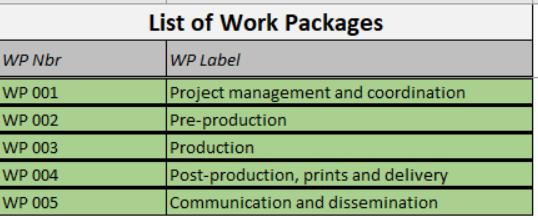 List of Work Packages
WP Nbr WP Label
WP 001 Project management and coordination
WP 002 Pre-production
WP 003 Production
WP 004 Post-production, prints and delivery
WP 005 Communication and dissemination